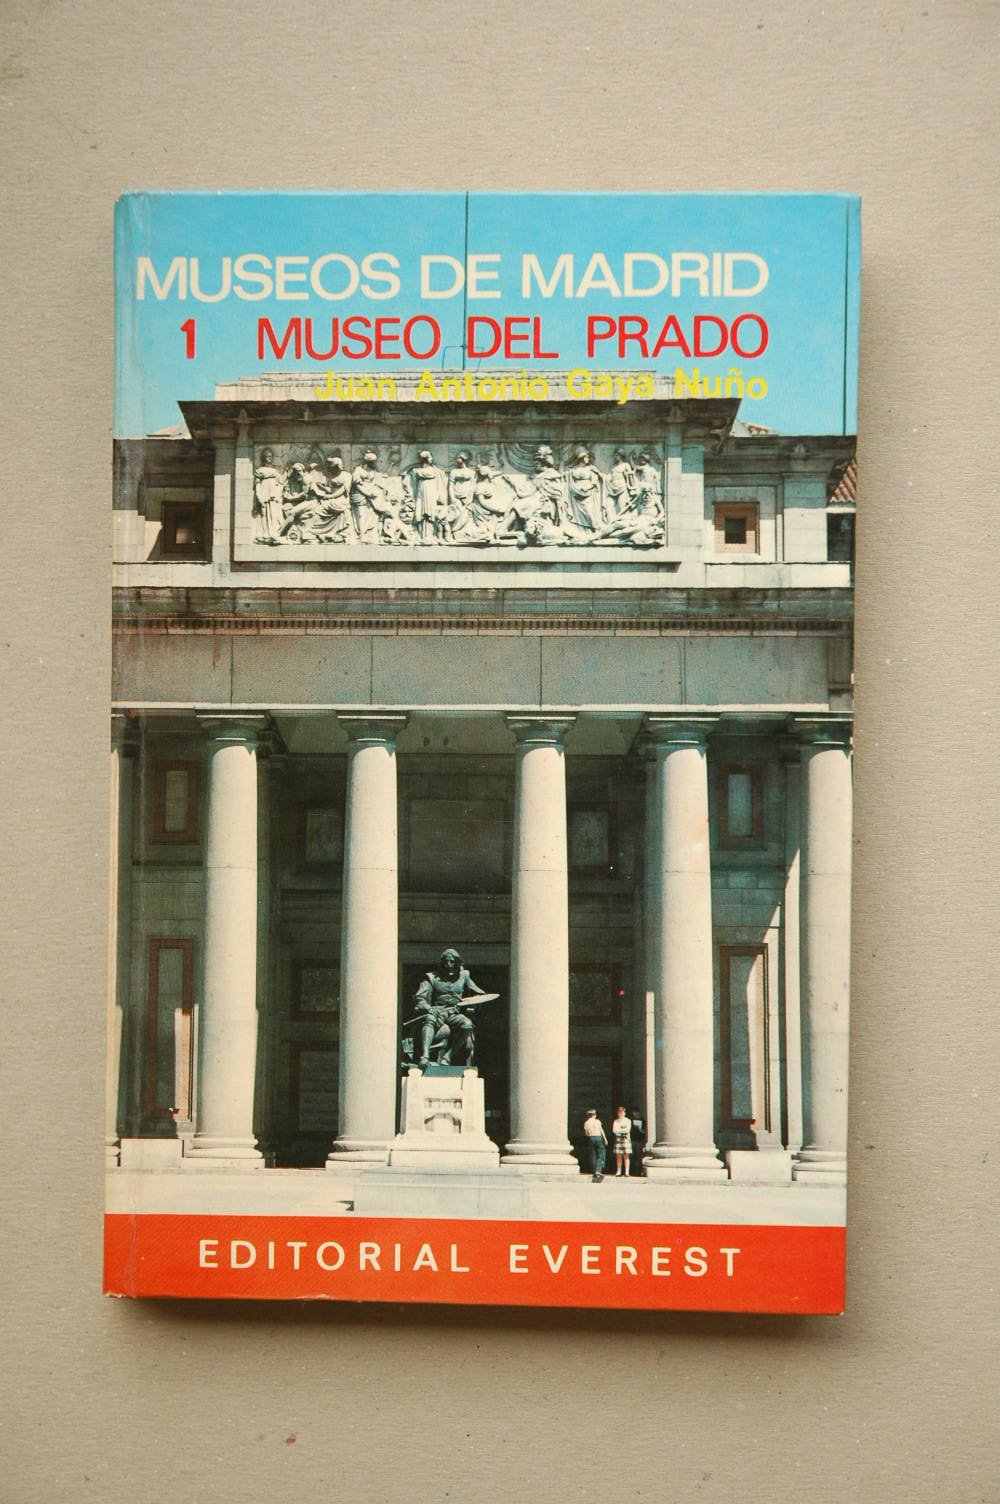 MUSEOS DE MADRID
1 MUSEO DEL PRADO
Juan Antonio Gaya Nuño
EDITORIAL EVEREST